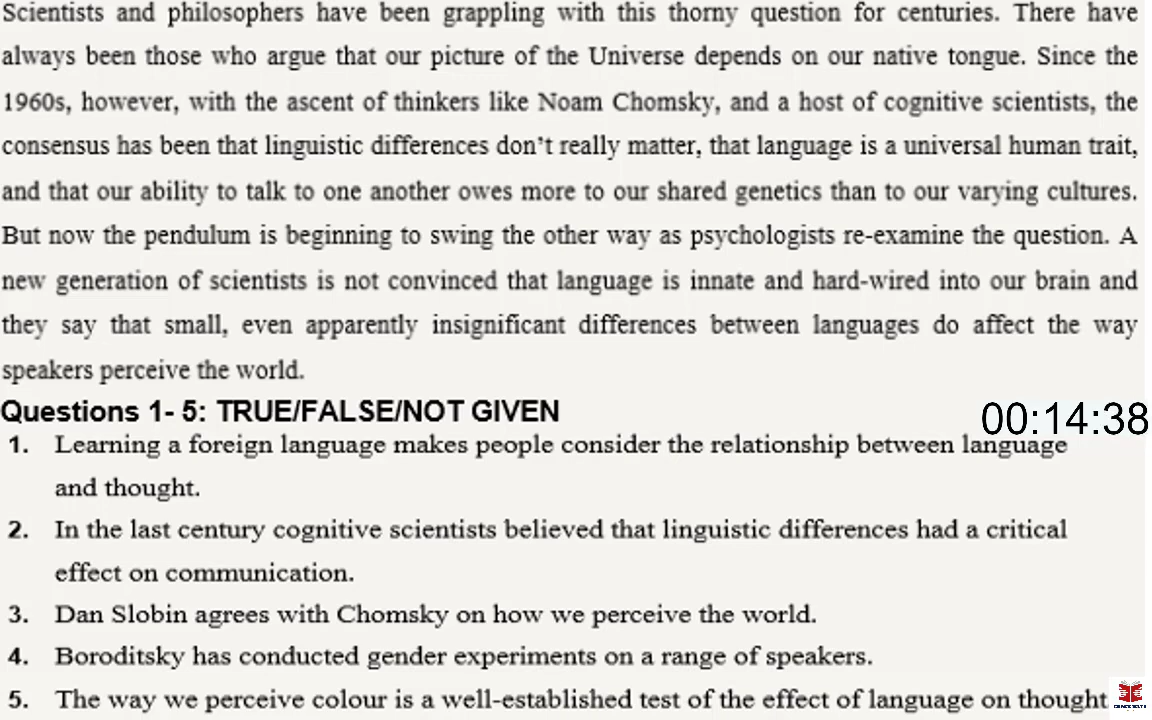 Scientists and philosophers have been grappling with this thorny question for centuries. There have
always been those who argue that our picture of the Universe depends on our native tongue. Since the
1960s, however, with the ascent of thinkers like Noam Chomsky, and a host of cognitive scientists, the
consensus has been that linguistic differences don’t really matter, that language is a universal human trait,
and that our ability to talk to one another owes more to our shared genetics than to our varying cultures.
But now the pendulum is beginning to swing the other way as psychologists re-examine the question. A
new generation of scientists is not convinced that language is innate and hard-wired into our brain and
they say that small, even apparently insignificant differences between languages do affect the way
speakers perceive the world.
Questions 1- 5: TRUE/FALSE/NOT GIVEN
00:14:38
1. Learning a foreign language makes people consider the relationship between language
and thought.
2. In the last century cognitive scientists believed that linguistic differences had a critical
effect on communication.
3. Dan Slobin agrees with Chomsky on how we perceive the world.
4. Boroditsky has conducted gender experiments on a range of speakers.
5. The way we perceive colour is a well-established test of the effect of language on thought